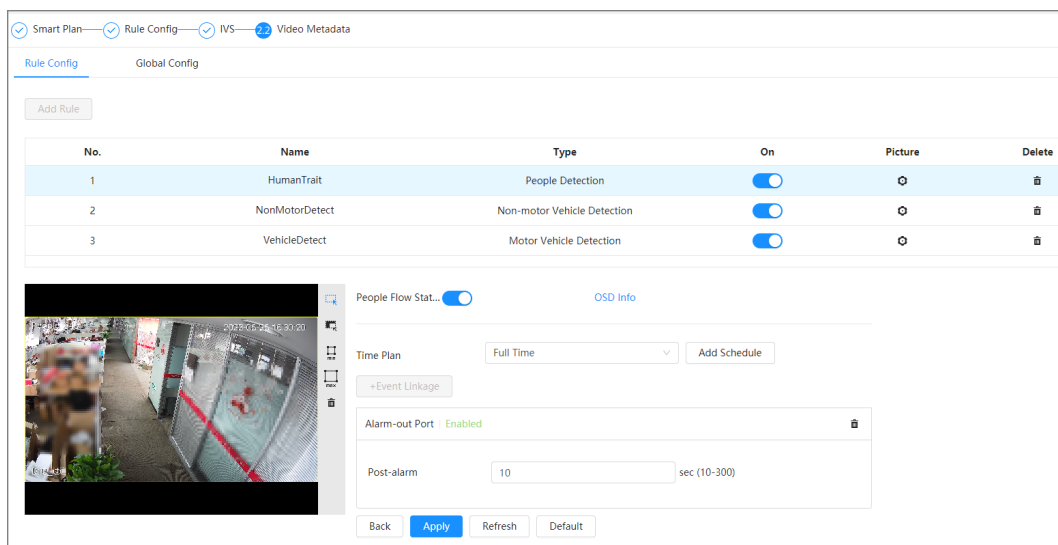 Smart Plan Rule Config IVS 2.2 Video Metadata
Rule Config Global Config
Add Rule
No. Name Type On Picture Delete
1 HumanTrait People Detection
2 NonMotorDetect Non-motor Vehicle Detection
3 VehicleDetect Motor Vehicle Detection
People Flow Stat... OSD Info
min
max
Time Plan Full Time Add Schedule
+Event Linkage
Alarm-out Port Enabled
Post-alarm 10 sec (10-300)
Back Apply Refresh Default